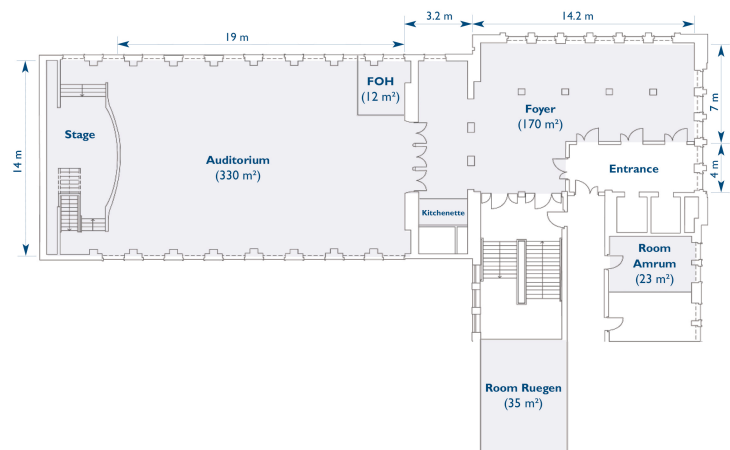 3.2 m
14.2 m
19 m
FOH
(12 m²)
Foyer
(170 m²)
7 m
Stage
Auditorium
(330 m²)
14 m
Entrance
4 m
Kitchenette
Room
Amrum
(23 m²)
Room Ruegen
(35 m²)